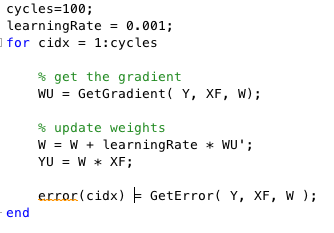 cycles=100;
learningRate = 0.001;
for cidx = 1:cycles
% get the gradient
WU = GetGradient( Y, XF, W);
% update weights
W = W + learningRate * WU';
YU = W * XF;
error(cidx) = GetError( Y, XF, W );
end